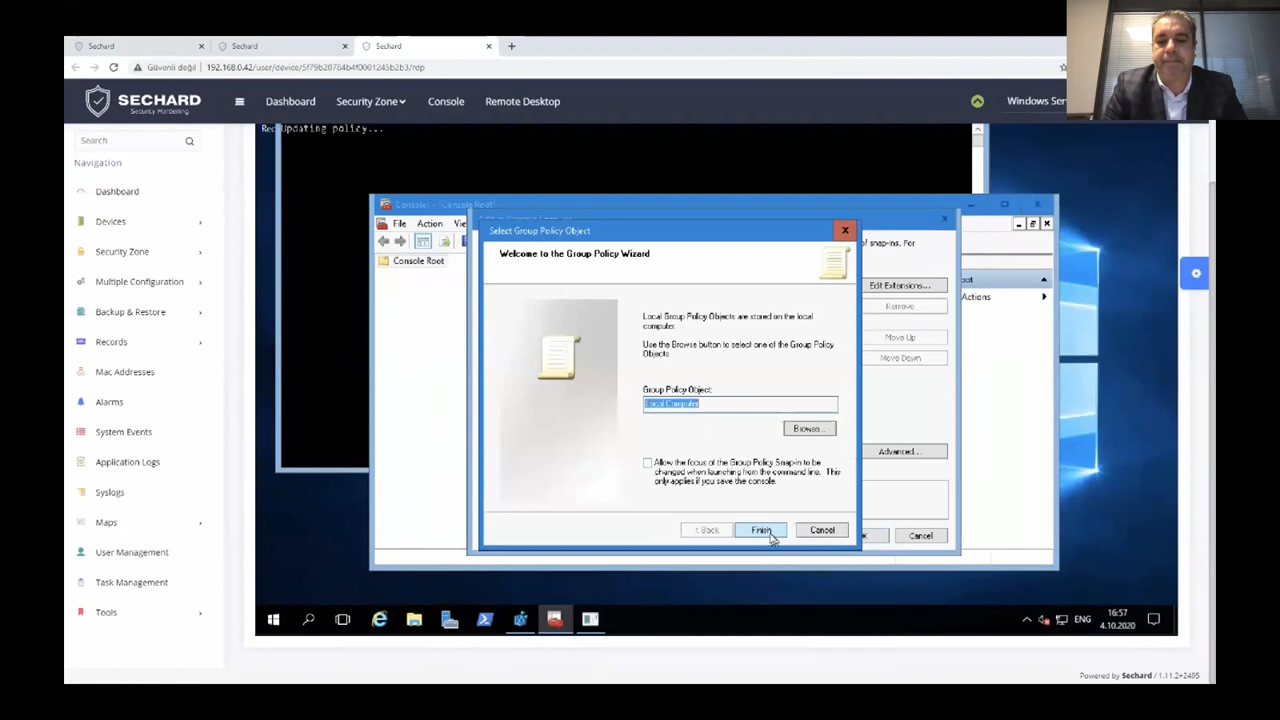 Sechard
Sechard
Sechard
Güvenli değil
192.168.0.42/user/device/5f79b20784b4f0001245b2b3/rdp
SECHARD
Security Hardening
Dashboard
Security Zone
Console
Remote Desktop
Windows Ser
Search
Navigation
Dashboard
Devices
Security Zone
Multiple Configuration
Backup & Restore
Records
Mac Addresses
Alarms
System Events
Application Logs
Syslogs
Maps
User Management
Task Management
Tools
Updating policy...
File
Action
Console Root
of snap-ins. For
Edit Extensions...
Remove
Move Up
Move Down
Advanced...
Cancel
Actions
Select Group Policy Object
Welcome to the Group Policy Wizard
Local Group Policy Objects are stored on the local
computer.
Use the Browse button to select one of the Group Policy
Objects.
Group Policy Object:
Local Computer
Browse...
Allow the focus of the Group Policy Snap-in to be
changed when launching from the command line. This
only applies if you save the console.
< Back
Finish
Cancel
ENG
16:57
4.10.2020
Powered by Sechard / 1.11.2+2495